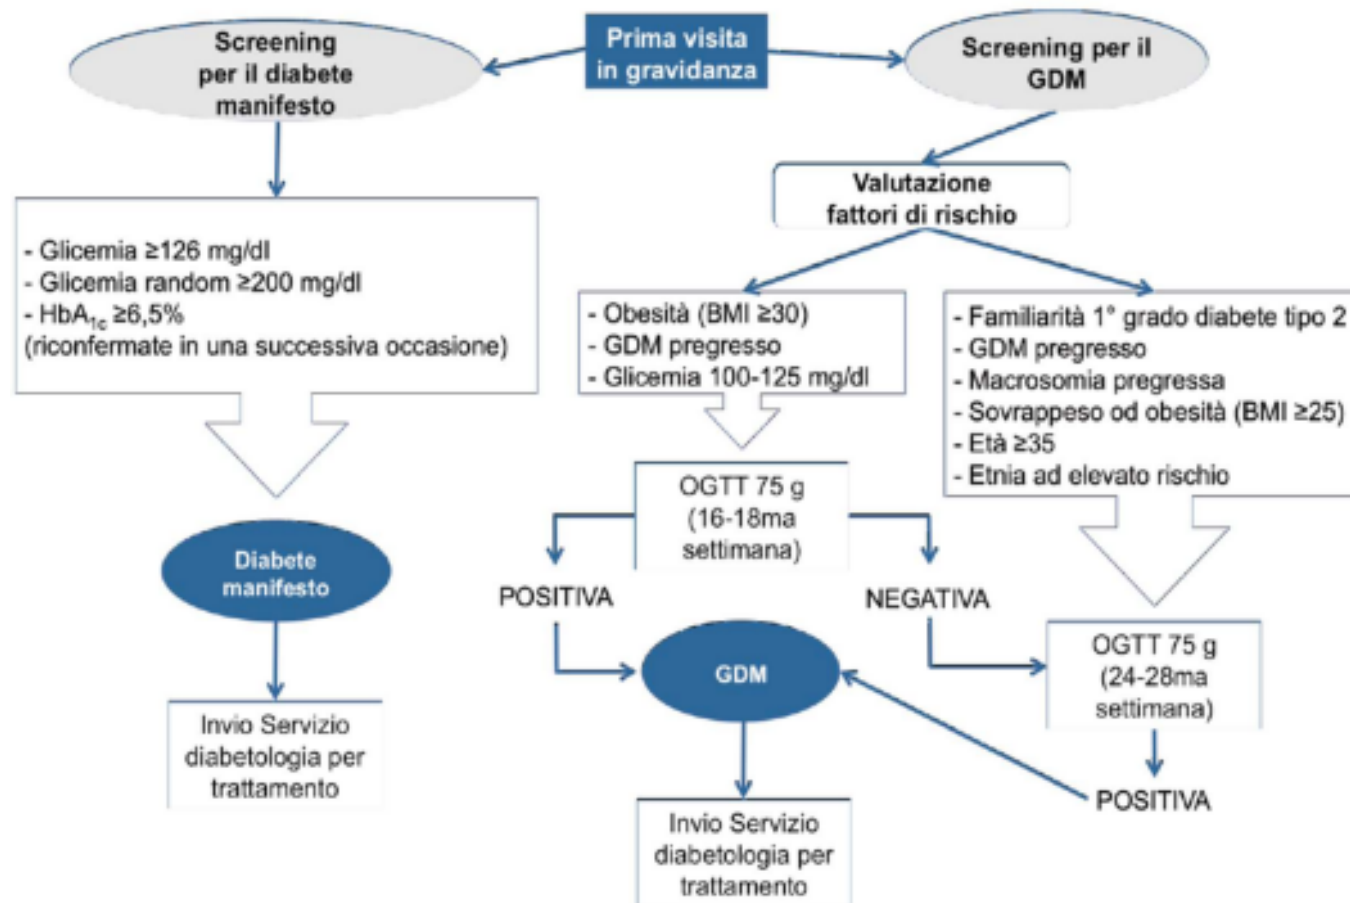 Prima visita
in gravidanza
Screening
per il diabete
manifesto
- Glicemia ≥126 mg/dl
- Glicemia random ≥200 mg/dl
- HbA1c ≥6,5%
(riconfermate in una successiva occasione)
Diabete
manifesto
Invio Servizio
diabetologia per
trattamento
Screening per il
GDM
Valutazione
fattori di rischio
- Obesità (BMI ≥30)
- GDM pregresso
- Glicemia 100-125 mg/dl
OGTT 75 g
(16-18ma
settimana)
POSITIVA
NEGATIVA
GDM
Invio Servizio
diabetologia per
trattamento
- Familiarità 1° grado diabete tipo 2
- GDM pregresso
- Macrosomia pregressa
- Sovrappeso od obesità (BMI ≥25)
- Età ≥35
- Etnia ad elevato rischio
OGTT 75 g
(24-28ma
settimana)
POSITIVA